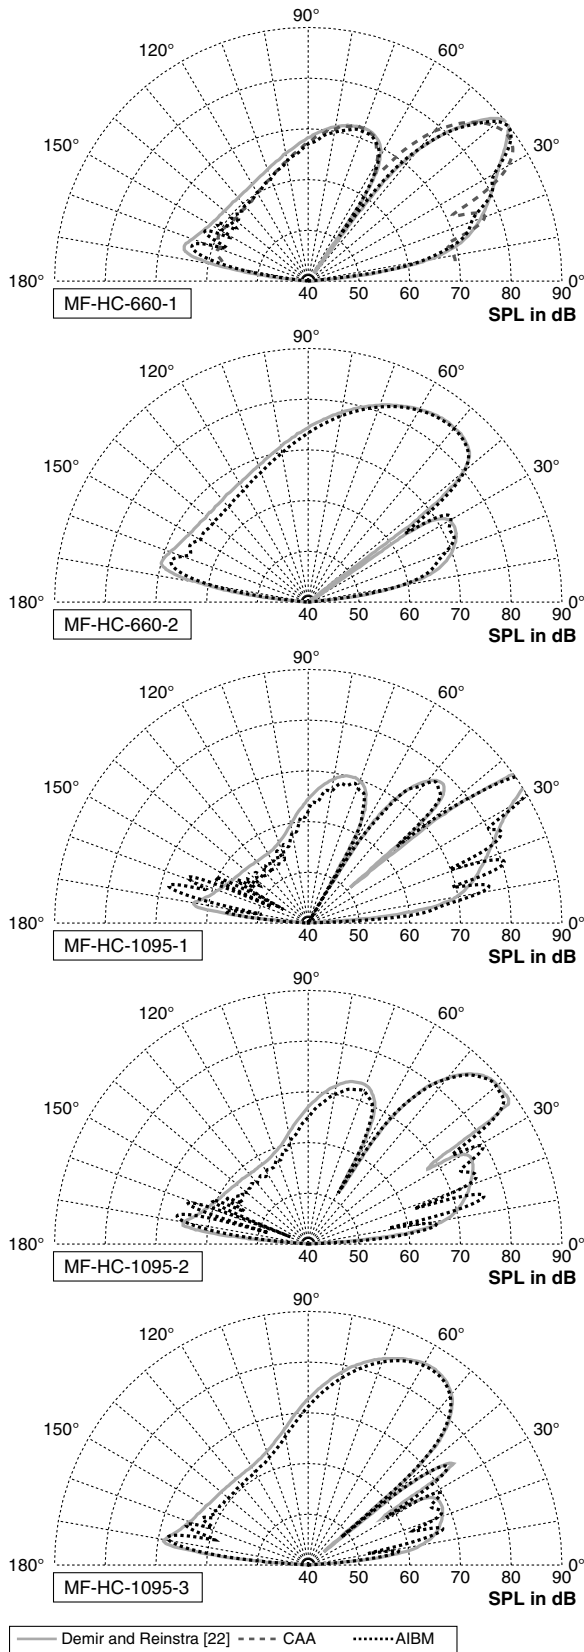 90°
120° 60°
150° 30°
180° 0°
40 50 60 70 80 90
MF-HC-660-1 SPL in dB
90°
120° 60°
150° 30°
180° 0°
40 50 60 70 80 90
MF-HC-660-2 SPL in dB
90°
120° 60°
150° 30°
180° 0°
40 50 60 70 80 90
MF-HC-1095-1 SPL in dB
90°
120° 60°
150° 30°
180° 0°
40 50 60 70 80 90
MF-HC-1095-2 SPL in dB
90°
120° 60°
150° 30°
180° 0°
40 50 60 70 80 90
MF-HC-1095-3 SPL in dB
Demir and Reinstra [22] CAA AIBM